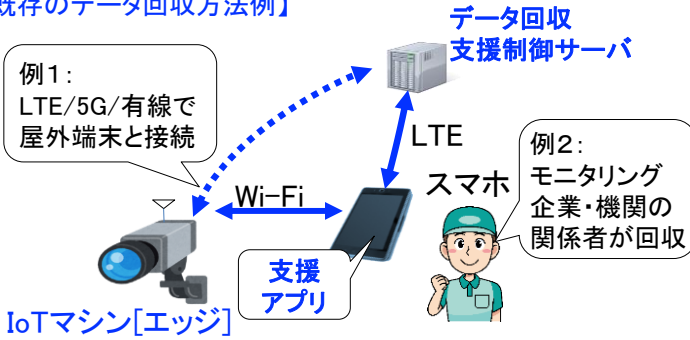 既存のデータ回収方法例】
データ回収
支援制御サーバ
例1:
LTE/5G/有線で
屋外端末と接続
LTE
例2:
モニタリング
企業・機関の
関係者が回収
スマホ
Wi-Fi
支援
アプリ
IoTマシン[エッジ]